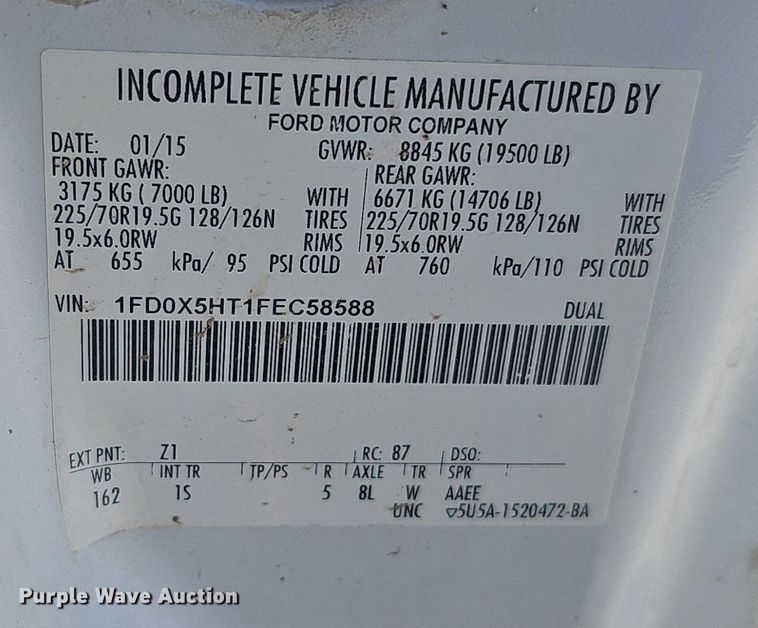 INCOMPLETE VEHICLE MANUFACTURED BY
FORD MOTOR COMPANY
DATE: 01/15 GVWR: 8845 KG (19500 LB)
FRONT GAWR: REAR GAWR:
3175 KG ( 7000 LB) WITH 6671 KG (14706 LB) WITH
225/70R19.5G 128/126N TIRES 225/70R19.5G 128/126N TIRES
19.5x6.0RW RIMS 19.5x6.0RW RIMS
AT 655 kPa/ 95 PSI COLD AT 760 kPa/110 PSI COLD
VIN: 1FD0X5HT1FEC58588 DUAL
EXT PNT: Z1 RC: 87 DSO:
WB INT TR TP/PS R AXLE TR SPR
162 1S 5 8L W AAEE
UNC ▽5U5A-1520472-BA
Purple Wave Auction